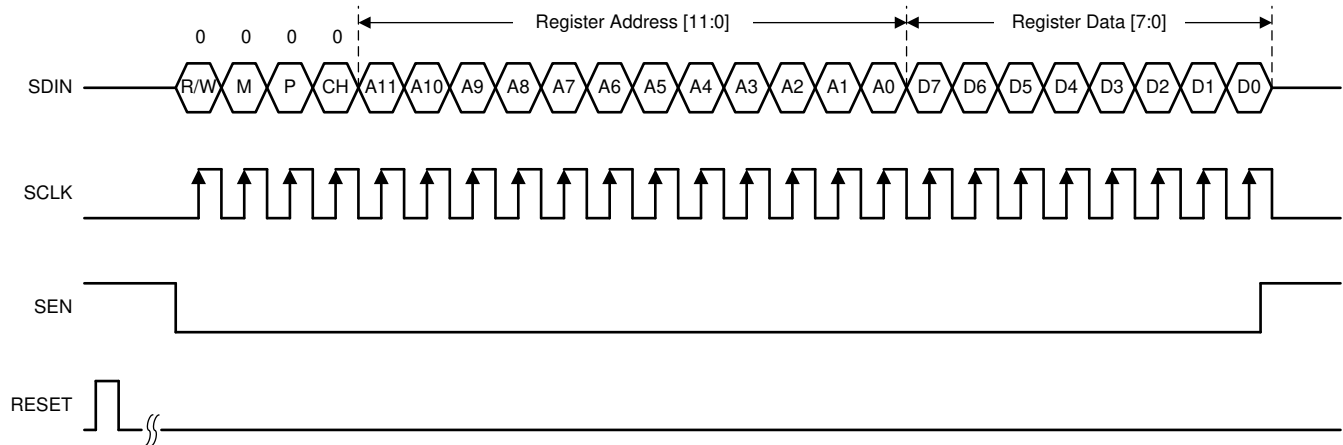 Register Address [11:0] Register Data [7:0]
0 0 0 0
SDIN R/W M P CH A11 A10 A9 A8 A7 A6 A5 A4 A3 A2 A1 A0 D7 D6 D5 D4 D3 D2 D1 D0
SCLK
SEN
RESET